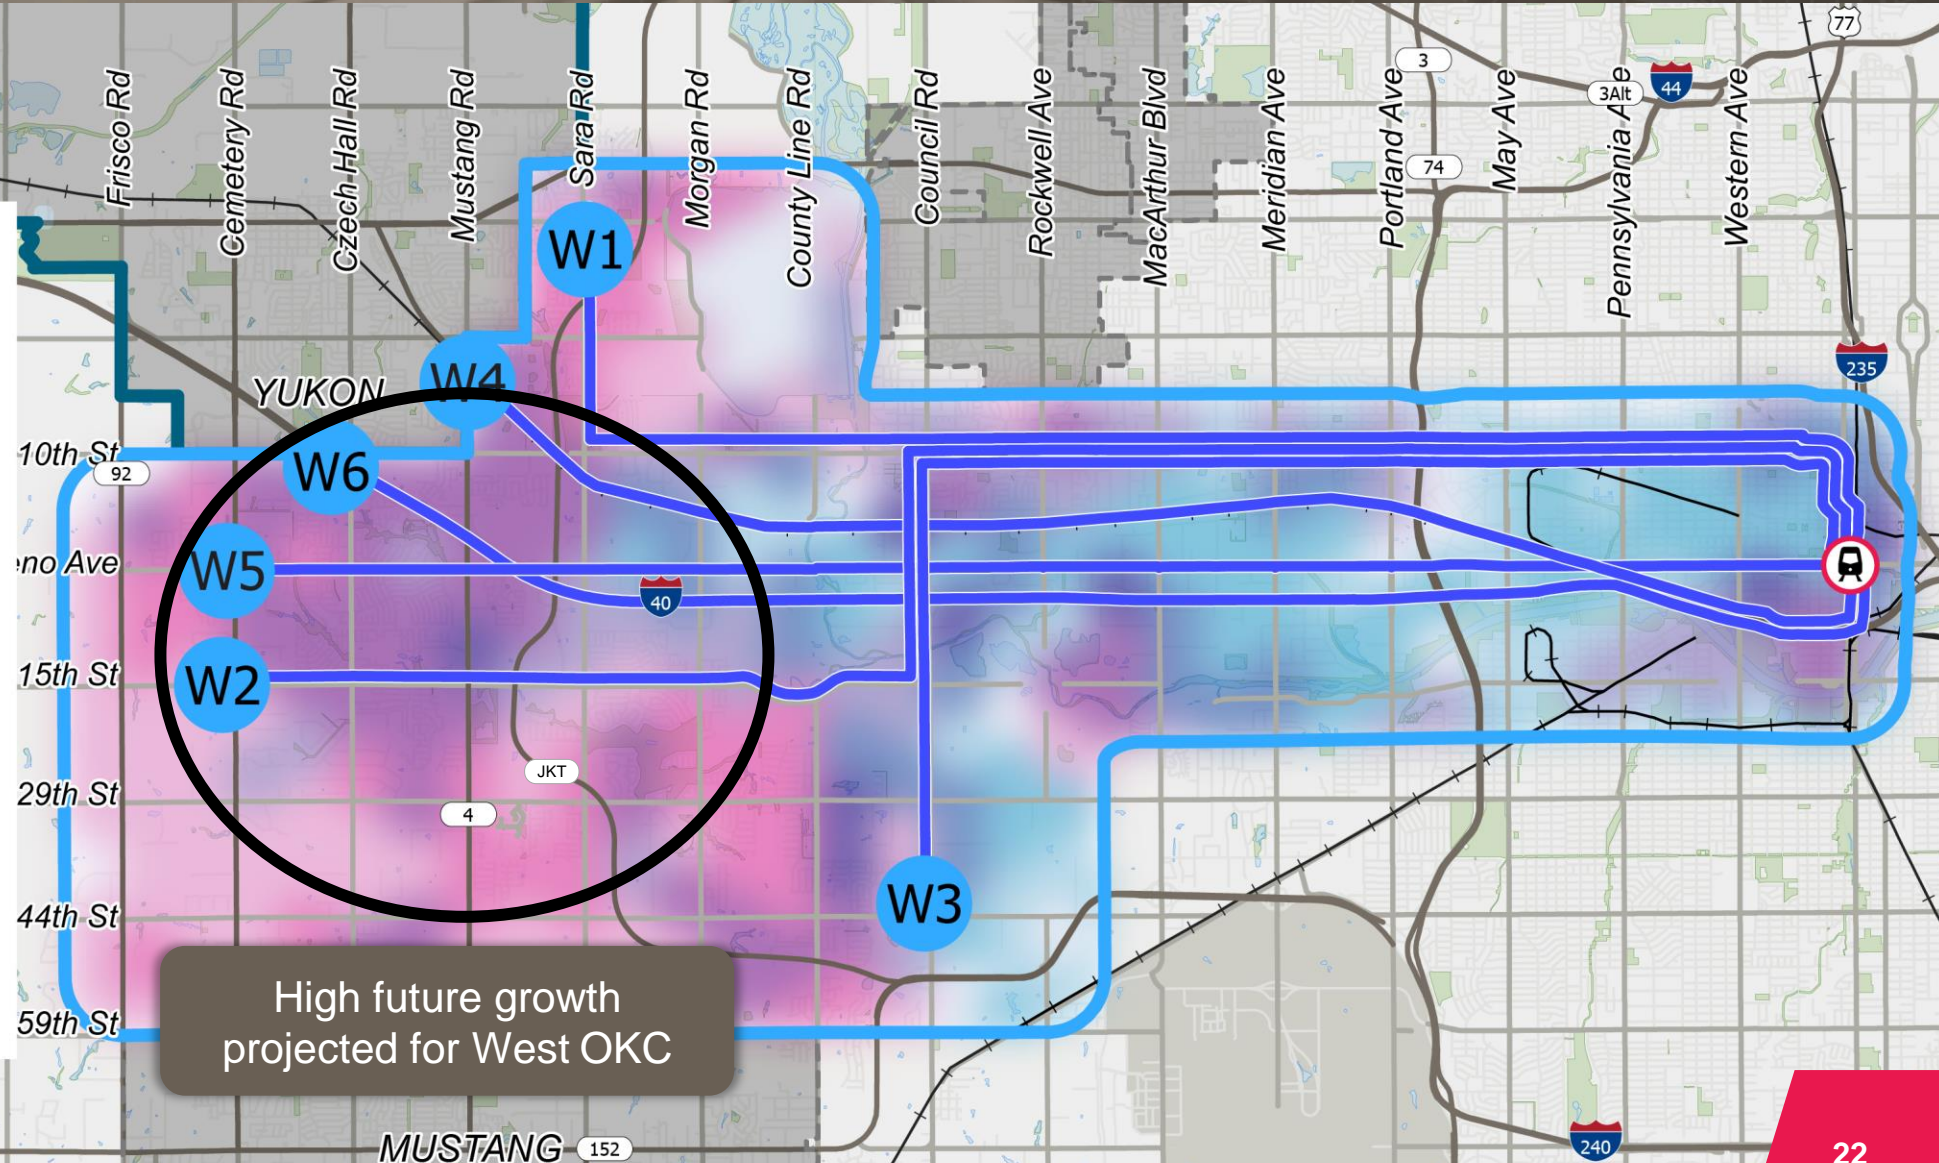 77
3
44
3Alt
Frisco Rd
Cemetery Rd
Czech Hall Rd
Mustang Rd
Sara Rd
Morgan Rd
County Line Rd
Council Rd
Rockwell Ave
MacArthur Blvd
Meridian Ave
Portland Ave
May Ave
Pennsylvania Ave
Western Ave
74
W1
235
W4
YUKON
10th St
92
W6
no Ave
W5
40
15th St
W2
JKT
29th St
4
44th St
W3
High future growth
projected for West OKC
59th St
MUSTANG
152
240
22